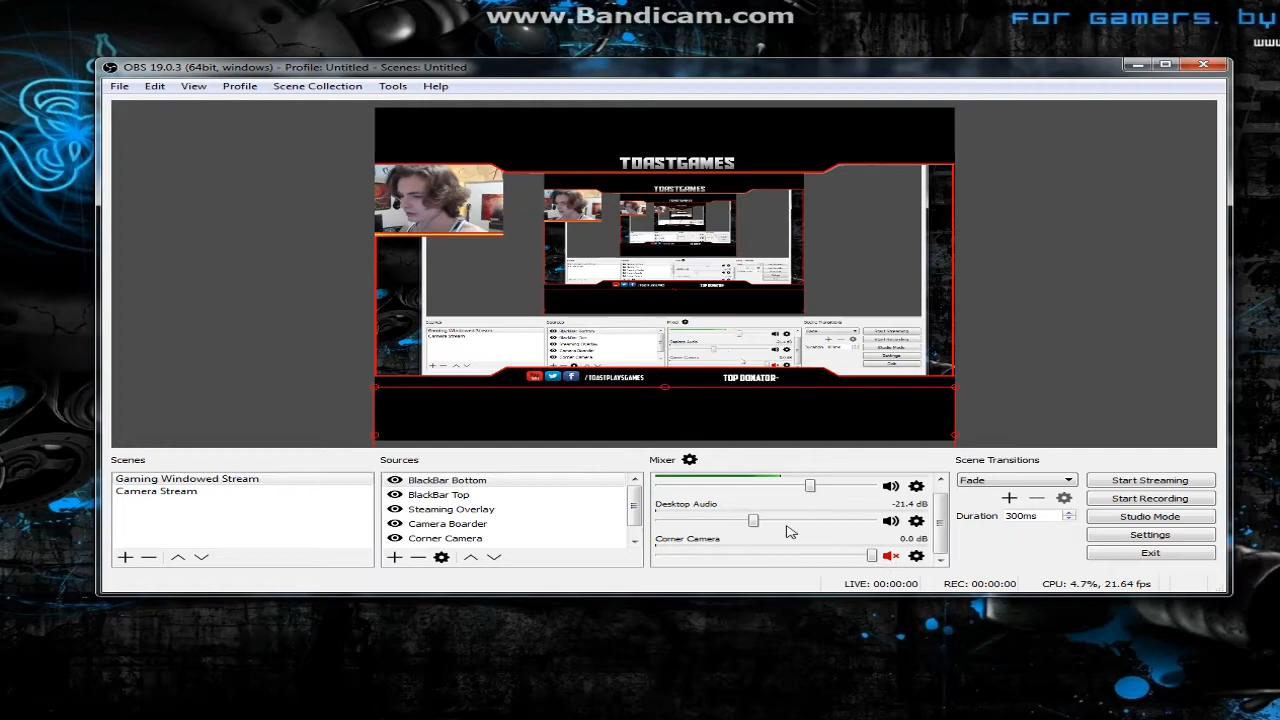 www.Bandicam.com
For Gamers. by
www
OBS 19.0.3 (64bit, windows) - Profile: Untitled - Scenes: Untitled
File Edit View Profile Scene Collection Tools Help
TOASTGAMES
TOASTGAMES
/TOASTPLAYSGAMES TOP DONATOR-
Scenes
Gaming Windowed Stream
Camera Stream
Sources
BlackBar Bottom
BlackBar Top
Steaming Overlay
Camera Boarder
Corner Camera
Mixer
Desktop Audio -21.4 dB
Corner Camera 0.0 dB
Scene Transitions
Fade
Duration 300ms
Start Streaming
Start Recording
Studio Mode
Settings
Exit
LIVE: 00:00:00 REC: 00:00:00 CPU: 4.7%, 21.64 fps